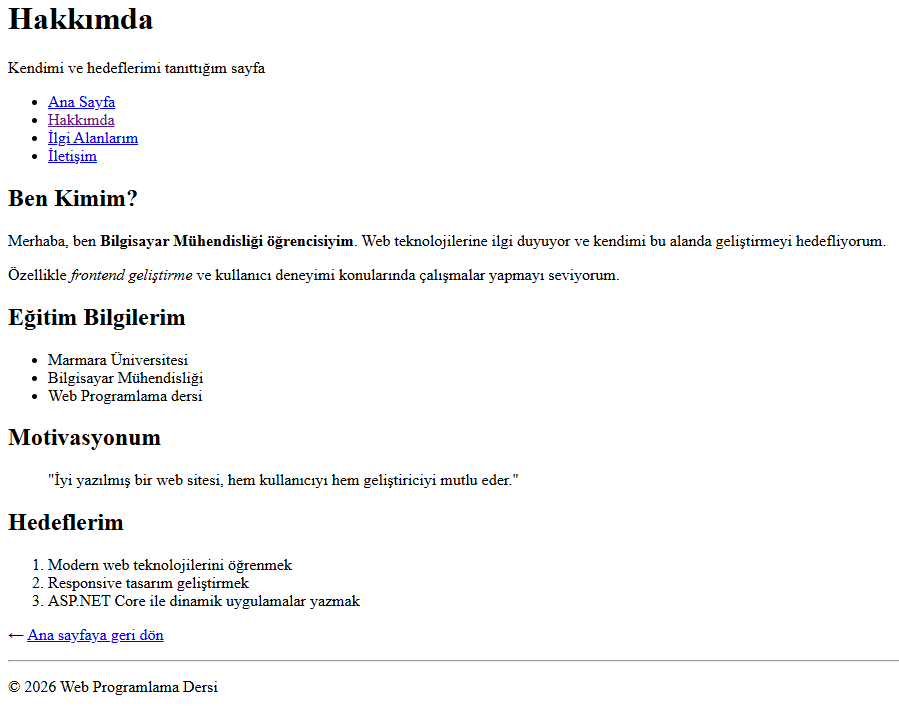 Hakkımda
Kendimi ve hedeflerimi tanıttığım sayfa
• Ana Sayfa
• Hakkımda
• İlgi Alanlarım
• İletişim
Ben Kimim?
Merhaba, ben Bilgisayar Mühendisliği öğrencisiyim. Web teknolojilerine ilgi duyuyor ve kendimi bu alanda geliştirmeyi hedefliyorum.
Özellikle frontend geliştirme ve kullanıcı deneyimi konularında çalışmalar yapmayı seviyorum.
Eğitim Bilgilerim
• Marmara Üniversitesi
• Bilgisayar Mühendisliği
• Web Programlama dersi
Motivasyonum
"İyi yazılmış bir web sitesi, hem kullanıcıyı hem geliştiriciyi mutlu eder."
Hedeflerim
1. Modern web teknolojilerini öğrenmek
2. Responsive tasarım geliştirmek
3. ASP.NET Core ile dinamik uygulamalar yazmak
← Ana sayfaya geri dön
© 2026 Web Programlama Dersi